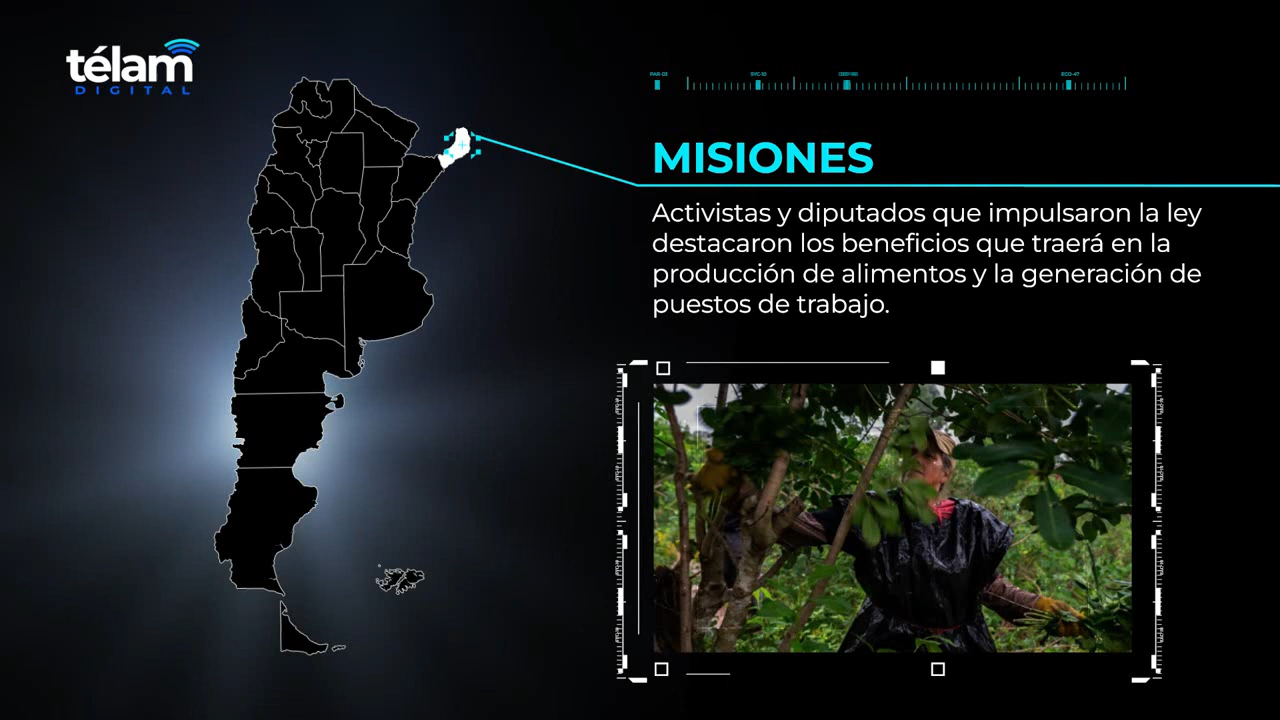 télam
DIGITAL
MISIONES
Activistas y diputados que impulsaron la ley
destacaron los beneficios que traerá en la
producción de alimentos y la generación de
puestos de trabajo.